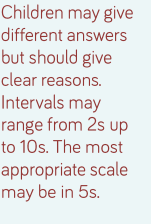 Children may give
different answers
but should give
clear reasons.
Intervals may
range from 2s up
to 10s. The most
appropriate scale
may be in 5s.